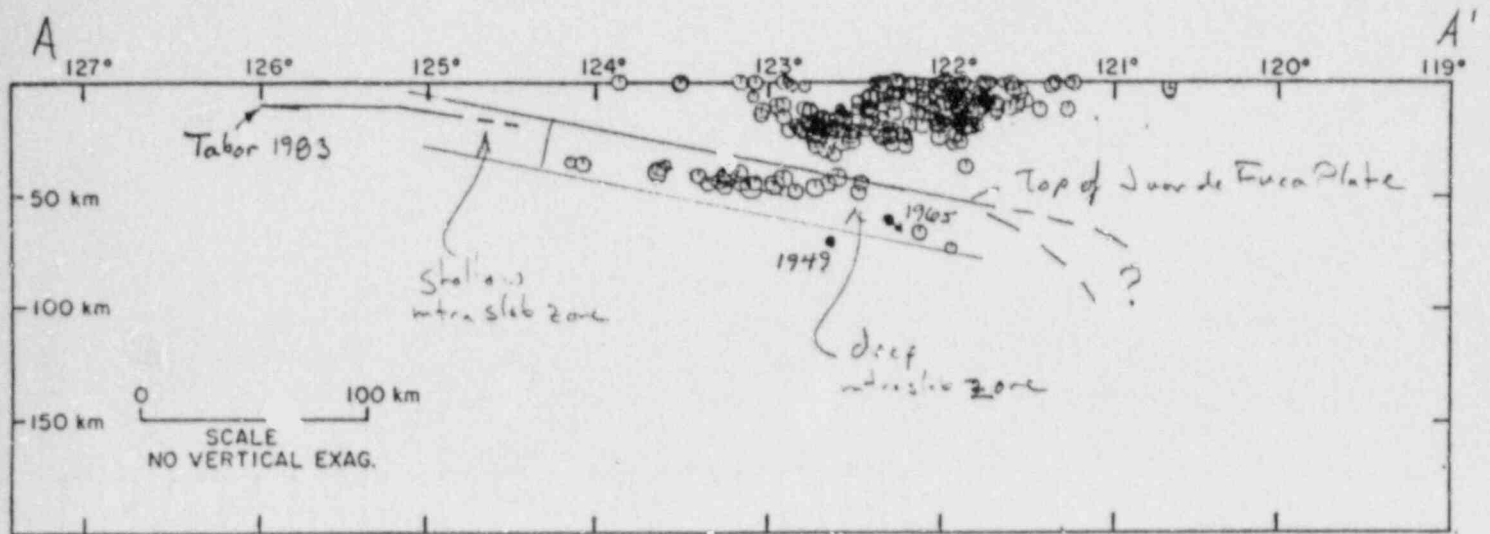 A A'
127° 126° 125° 124° 123° 122° 121° 120° 119°
Tabor 1983
50 km
Top of Juan de Fuca Plate
1965
1949
?
Shallow
intraslab zone
100 km
deep
intraslab zone
0 100 km
150 km
SCALE
NO VERTICAL EXAG.